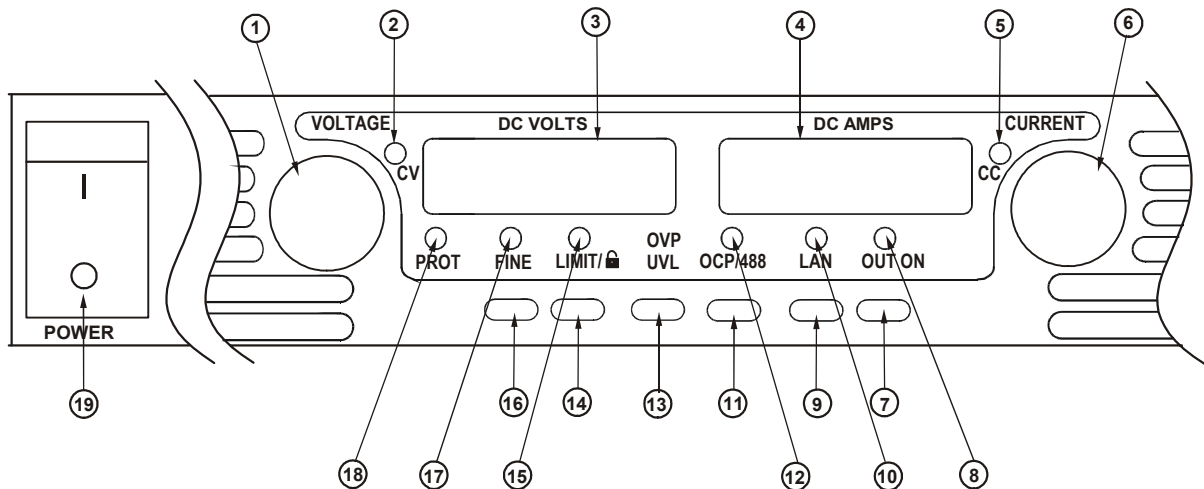 1 2 3 4 5 6
VOLTAGE DC VOLTS DC AMPS CURRENT
CV CC
I
OVP
PROT FINE LIMIT/ UVL OCP/488 LAN OUT ON
POWER
19 16 14 13 11 9 7
18 17 15 12 10 8